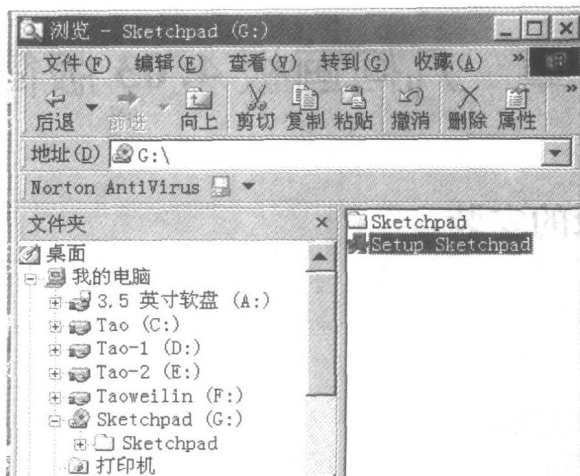 浏览 - Sketchpad (G:)
文件(F) 编辑(E) 查看(V) 转到(G) 收藏(A) »
后退 前进 向上 剪切 复制 粘贴 撤消 删除 属性 »
地址(D) G:\
Norton AntiVirus
文件夹
桌面
我的电脑
3.5 英寸软盘 (A:)
Tao (C:)
Tao-1 (D:)
Tao-2 (E:)
Taoweilin (F:)
Sketchpad (G:)
Sketchpad
打印机
Sketchpad
Setup Sketchpad